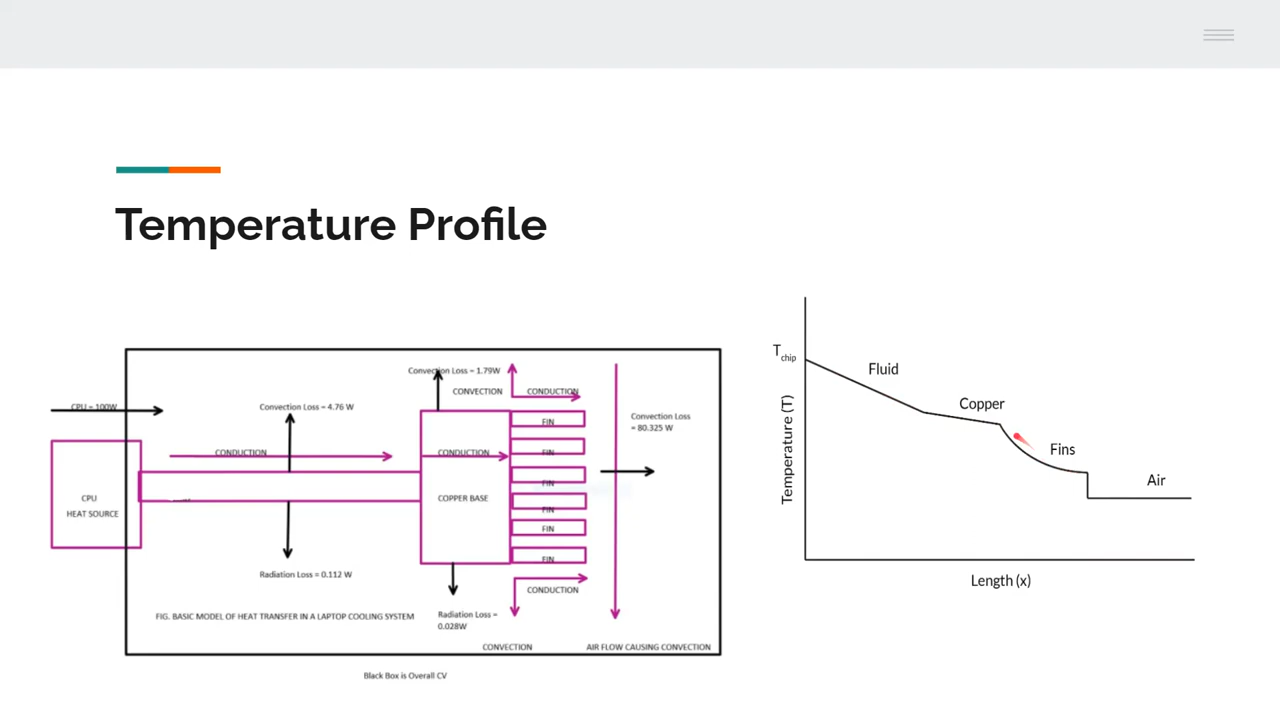 Temperature Profile
Convection Loss = 1.79W
CONVECTION
CONDUCTION
CPU = 100W
Convection Loss = 4.76 W
Convection Loss
= 80.325 W
FIN
CONDUCTION
CONDUCTION
FIN
FIN
CPU
HEAT SOURCE
COPPER BASE
FIN
FIN
FIN
Radiation Loss = 0.112 W
CONDUCTION
FIG. BASIC MODEL OF HEAT TRANSFER IN A LAPTOP COOLING SYSTEM
Radiation Loss =
0.028W
CONVECTION
AIR FLOW CAUSING CONVECTION
Black Box is Overall CV
Tchip
Fluid
Copper
Fins
Air
Temperature (T)
Length (x)